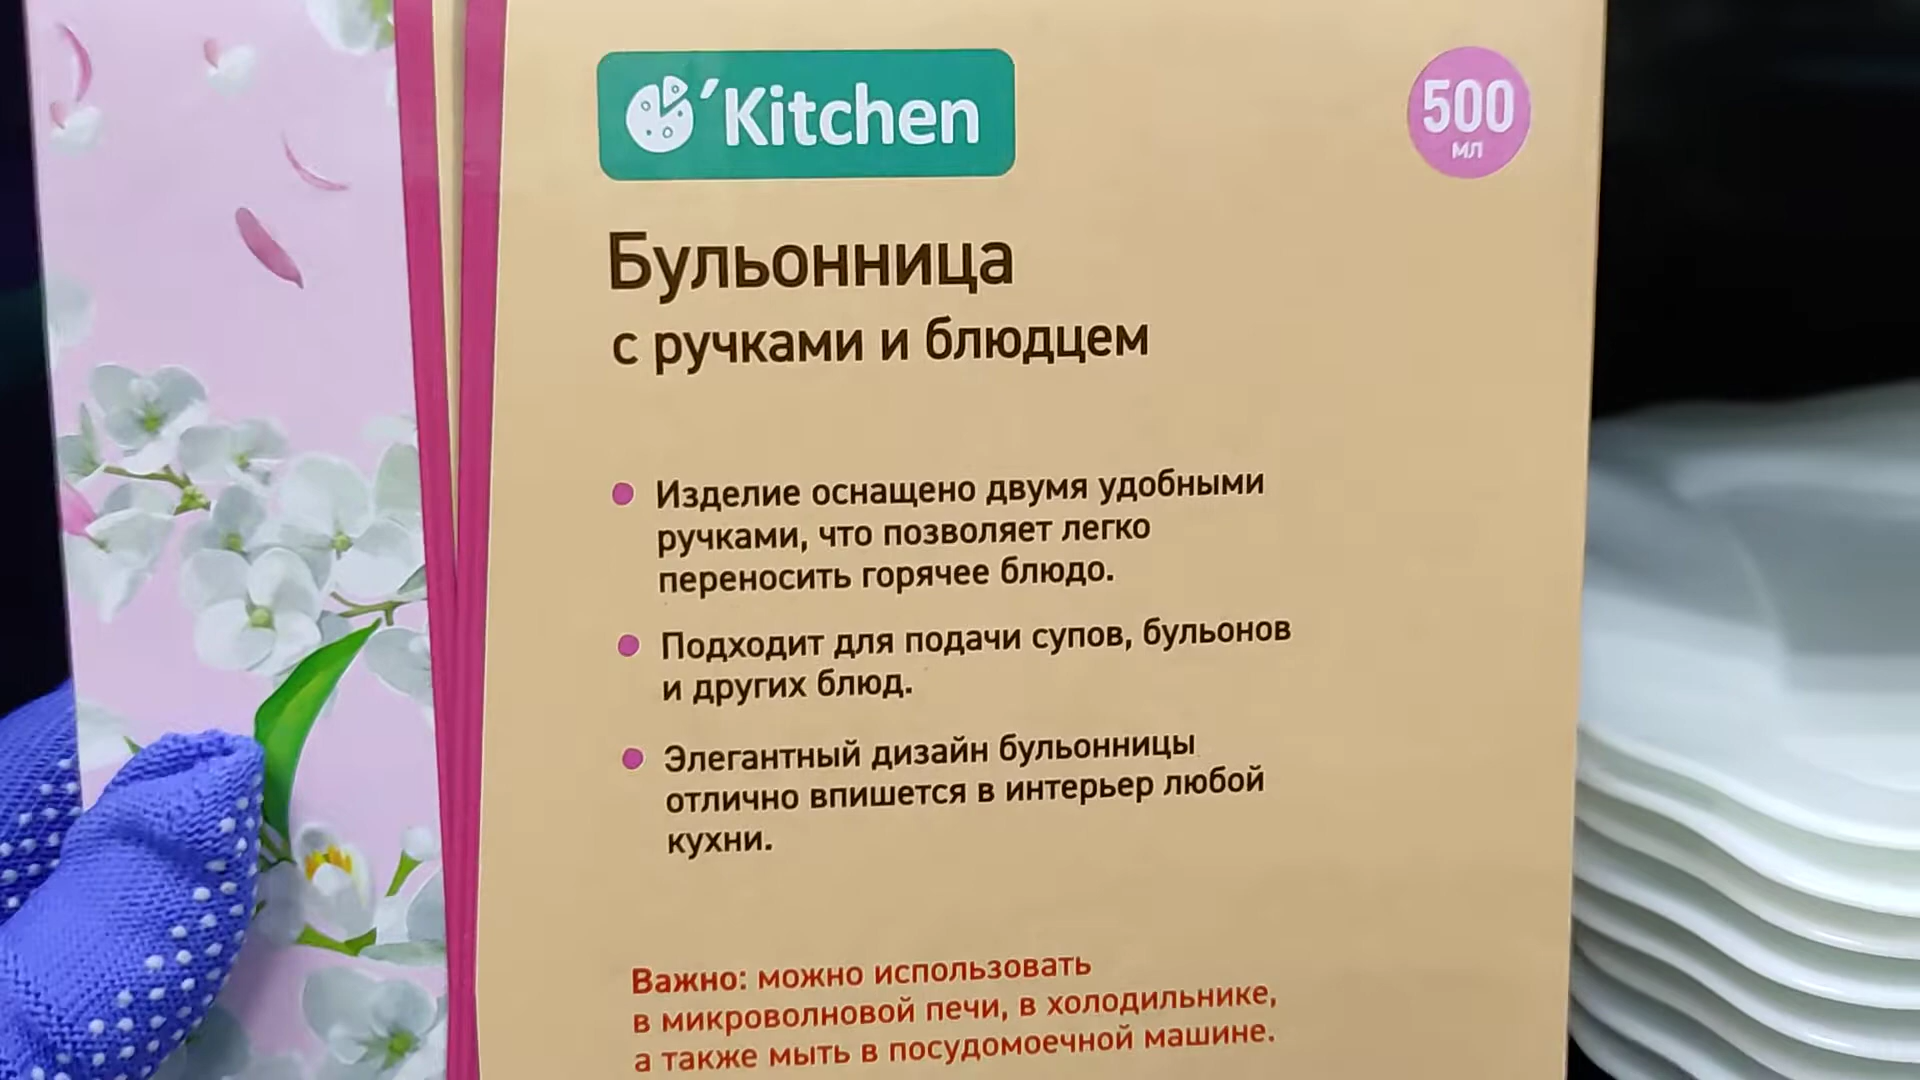 'Kitchen
500
мл
Бульонница
с ручками и блюдцем
Изделие оснащено двумя удобными
ручками, что позволяет легко
переносить горячее блюдо.
Подходит для подачи супов, бульонов
и других блюд.
Элегантный дизайн бульонницы
отлично впишется в интерьер любой
кухни.
Важно: можно использовать
в микроволновой печи, в холодильнике,
а также мыть в посудомоечной машине.